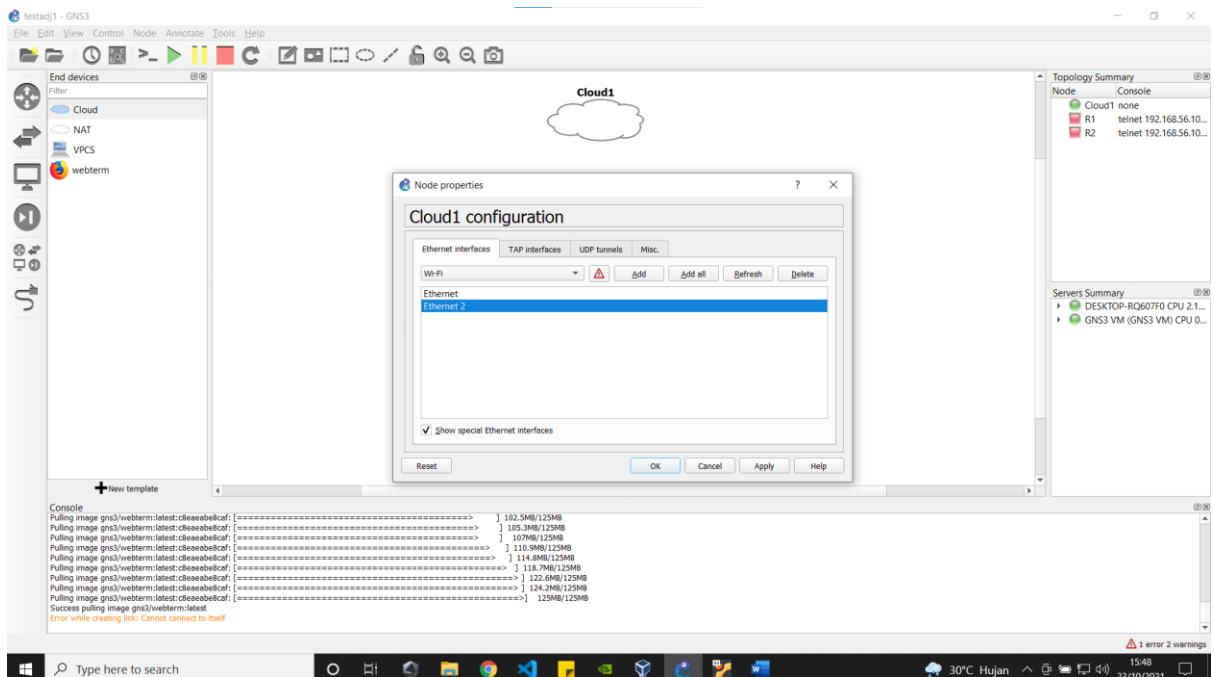 testadj1 - GNS3
File Edit View Control Node Annotate Tools Help
End devices
Filter
Cloud
NAT
VPCS
webterm
New template
Cloud1
Node properties
?
Cloud1 configuration
Ethernet interfaces TAP interfaces UDP tunnels Misc.
Wi-Fi Add Add all Refresh Delete
Ethernet
Ethernet 2
Show special Ethernet interfaces
Reset OK Cancel Apply Help
Topology Summary
Node Console
Cloud1 none
R1 telnet 192.168.56.10...
R2 telnet 192.168.56.10...
Servers Summary
DESKTOP-RQ607F0 CPU 2.1...
GNS3 VM (GNS3 VM) CPU 0...
Console
Pulling image gns3/webterm:latest:c8eaeabe8caf: [=========================================> ] 102.5MB/125MB
Pulling image gns3/webterm:latest:c8eaeabe8caf: [==========================================> ] 105.3MB/125MB
Pulling image gns3/webterm:latest:c8eaeabe8caf: [==========================================> ] 107MB/125MB
Pulling image gns3/webterm:latest:c8eaeabe8caf: [============================================> ] 110.9MB/125MB
Pulling image gns3/webterm:latest:c8eaeabe8caf: [=============================================> ] 114.8MB/125MB
Pulling image gns3/webterm:latest:c8eaeabe8caf: [===============================================> ] 118.7MB/125MB
Pulling image gns3/webterm:latest:c8eaeabe8caf: [=================================================> ] 122.6MB/125MB
Pulling image gns3/webterm:latest:c8eaeabe8caf: [=================================================> ] 124.2MB/125MB
Pulling image gns3/webterm:latest:c8eaeabe8caf: [==================================================>] 125MB/125MB
Success pulling image gns3/webterm:latest
Error while creating link: Cannot connect to itself
1 error 2 warnings
Type here to search
30°C Hujan
15:48
23/10/2021